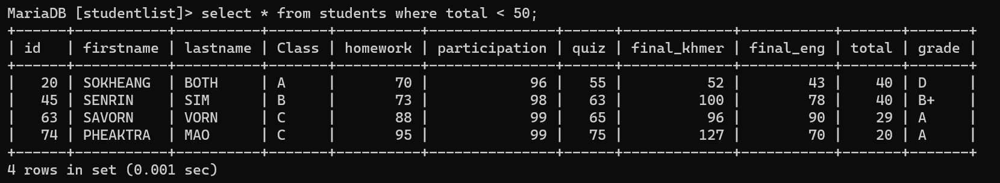 MariaDB [studentlist]> select * from students where total < 50;
+------+-----------+----------+-------+----------+---------------+------+-------------+-----------+-------+-------+
| id   | firstname | lastname | Class | homework | participation | quiz | final_khmer | final_eng | total | grade |
+------+-----------+----------+-------+----------+---------------+------+-------------+-----------+-------+-------+
|   20 | SOKHEANG  | BOTH     | A     |       70 |            96 |   55 |          52 |        43 |    40 | D     |
|   45 | SENRIN    | SIM      | B     |       73 |            98 |   63 |         100 |        78 |    40 | B+    |
|   63 | SAVORN    | VORN     | C     |       88 |            99 |   65 |          96 |        90 |    29 | A     |
|   74 | PHEAKTRA  | MAO      | C     |       95 |            99 |   75 |         127 |        70 |    20 | A     |
+------+-----------+----------+-------+----------+---------------+------+-------------+-----------+-------+-------+
4 rows in set (0.001 sec)